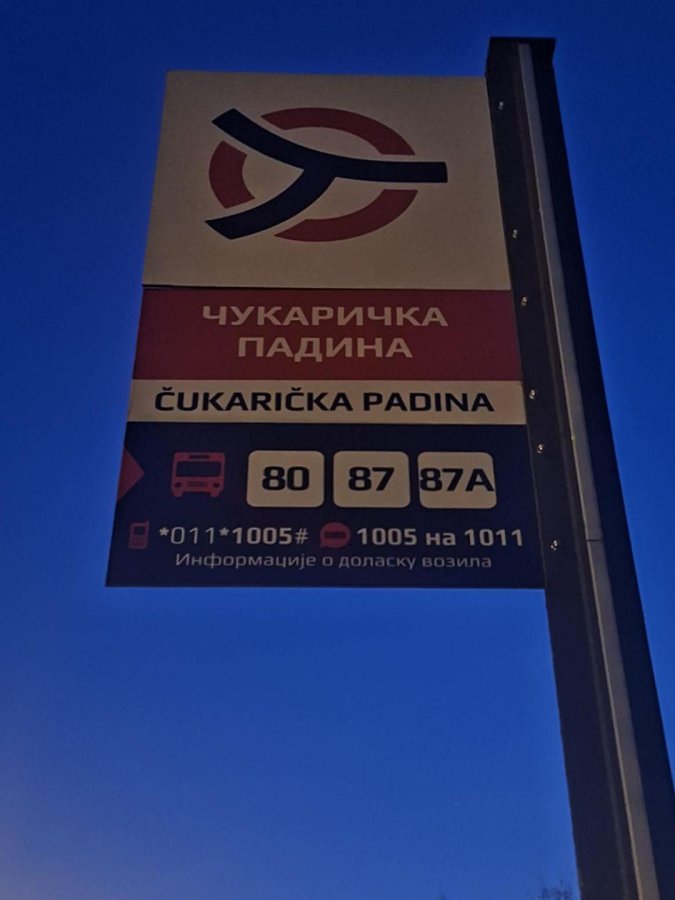 ЧУКАРИЧКА
ПАДИНА
ČUKARIČKA PADINA
80 87 87A
*011*1005# 1005 на 1011
Информације о доласку возила